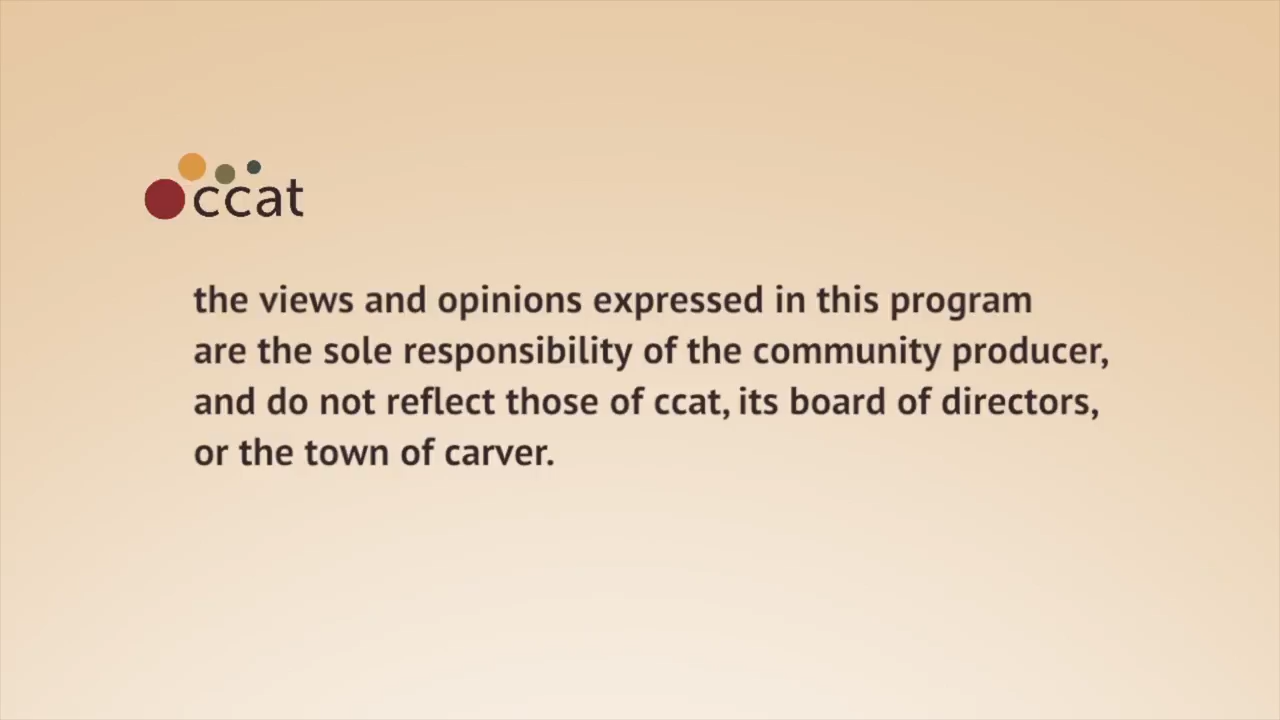 ccat
the views and opinions expressed in this program
are the sole responsibility of the community producer,
and do not reflect those of ccat, its board of directors,
or the town of carver.